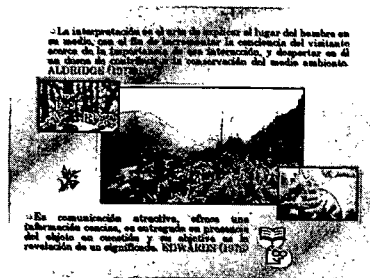 La interpretación es el arte de explicar el lugar del hombre en
su medio, con el fin de incrementar la conciencia del visitante
acerca de la importancia de esa interacción, y despertar en él
un deseo de contribuir a la conservación del medio ambiente.
ALDRIDGE
Es comunicación atractiva, ofrece una
información concisa, es entregada en presencia
del objeto en cuestión y su objetivo es la
revelación de un significado. EDWARDS